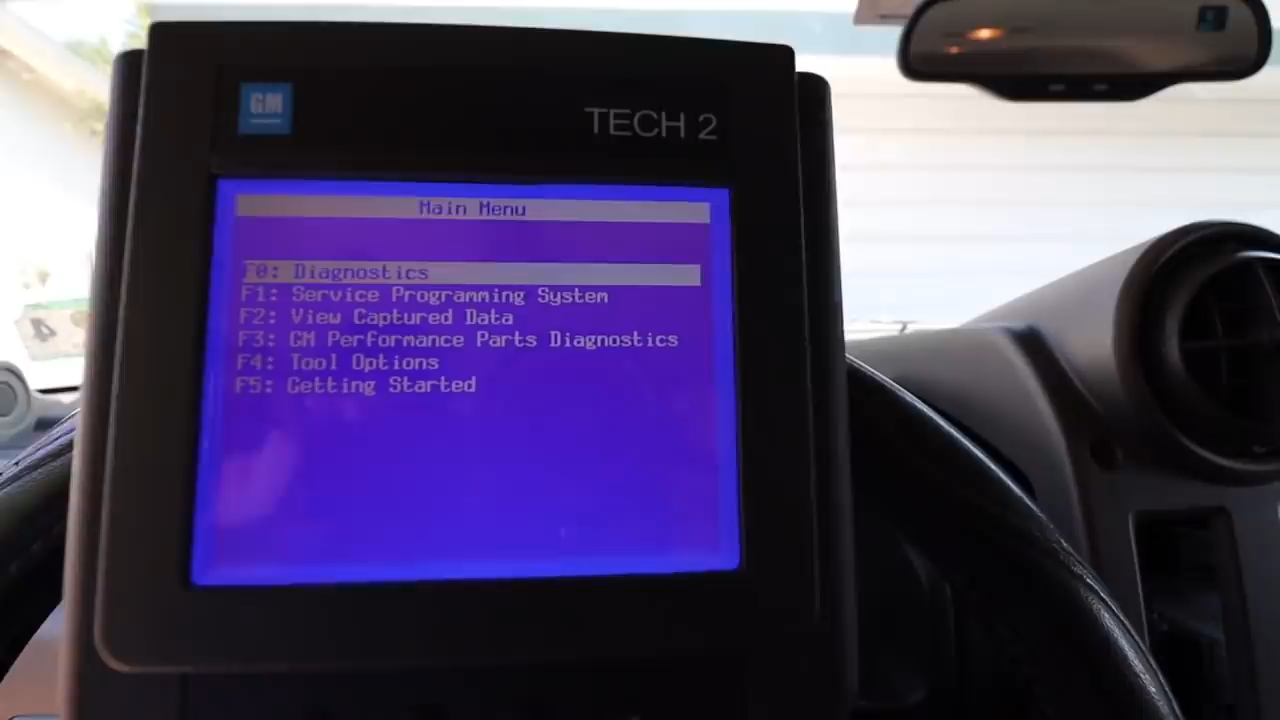 GM
TECH 2
Main Menu
F0: Diagnostics
F1: Service Programming System
F2: View Captured Data
F3: GM Performance Parts Diagnostics
F4: Tool Options
F5: Getting Started